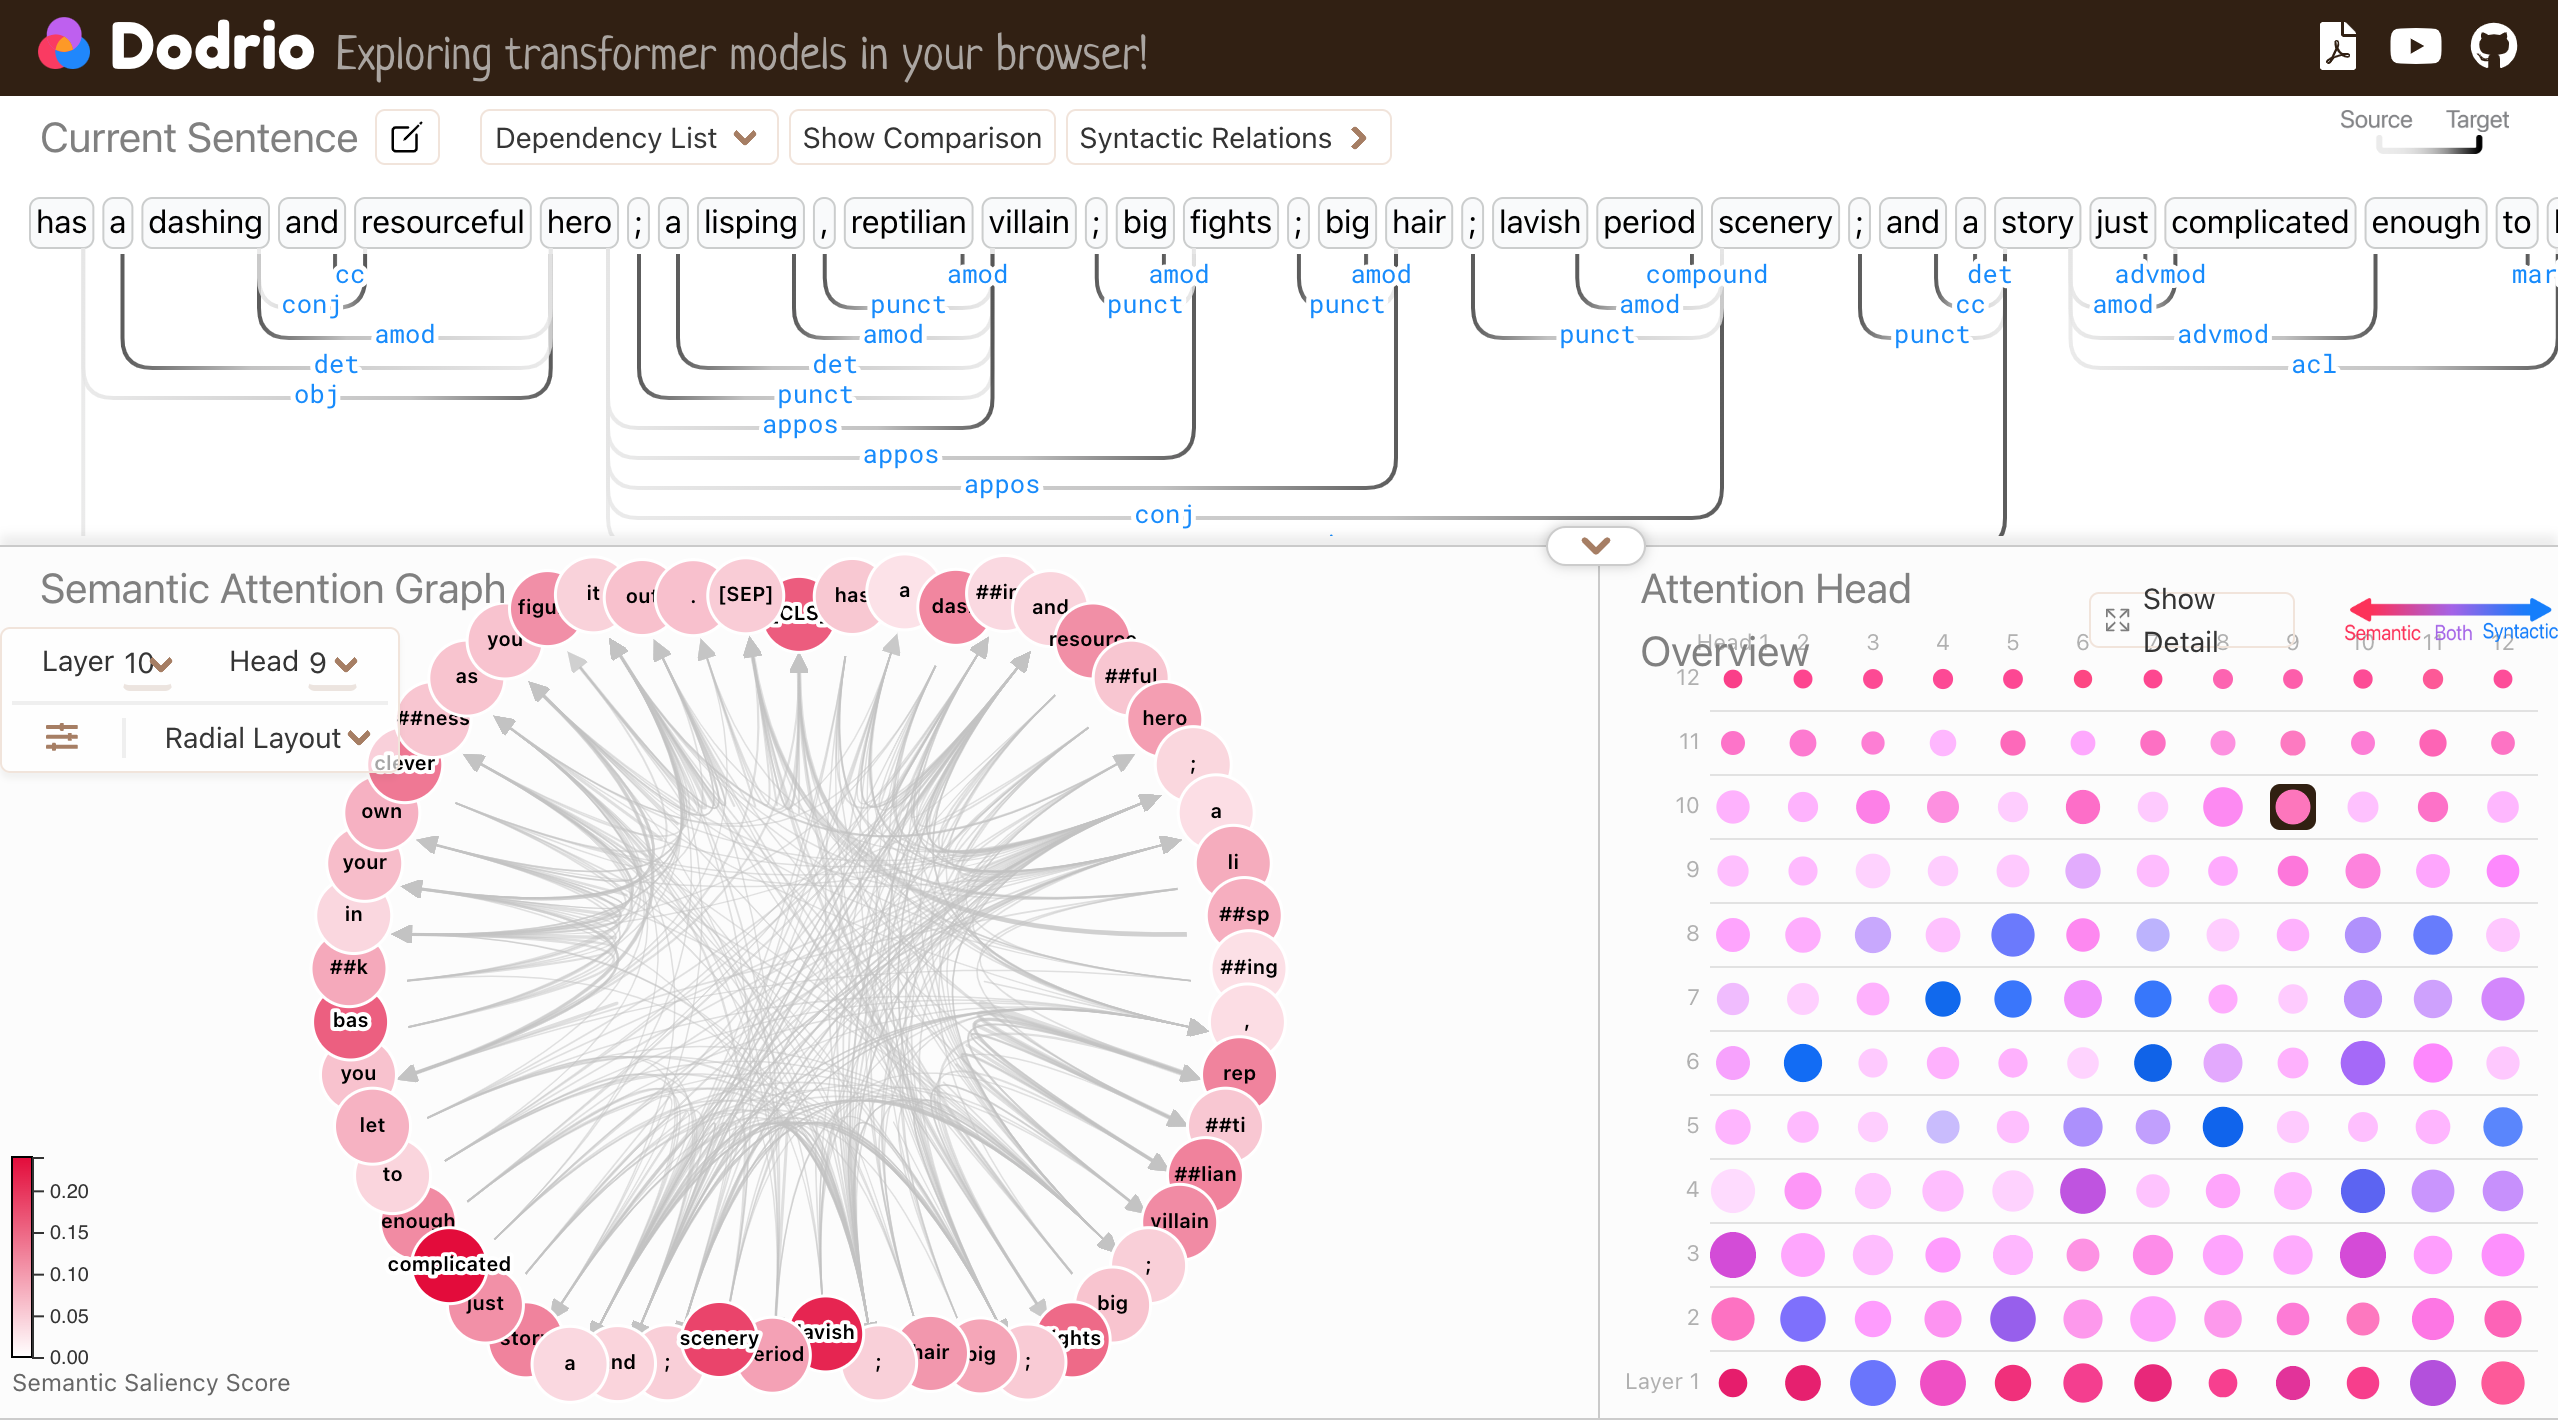 Dodrio Exploring transformer models in your browser!
Current Sentence
Dependency List
Show Comparison
Syntactic Relations
Source Target
has a dashing and resourceful hero ; a lisping , reptilian villain ; big fights ; big hair ; lavish period scenery ; and a story just complicated enough to
cc amod amod amod compound det advmod mar
conj punct punct punct amod cc amod
amod amod punct punct advmod
det det acl
obj punct
appos
appos
appos
conj
Semantic Attention Graph
Layer 10 Head 9
Radial Layout
[SEP]
CLS
has
a
das
##in
and
resource
##ful
hero
;
a
li
##sp
##ing
,
rep
##ti
##lian
villain
;
big
ghts
;
big
hair
;
avish
eriod
scenery
;
nd
a
stor
just
complicated
enough
to
let
you
bas
##k
in
your
own
clever
##ness
as
you
figu
it
out
.
0.20
0.15
0.10
0.05
0.00
Semantic Saliency Score
Attention Head
Overview
Show
Detail
Semantic Both Syntactic
Head 1 2 3 4 5 6 7 8 9 10 11 12
12
11
10
9
8
7
6
5
4
3
2
Layer 1